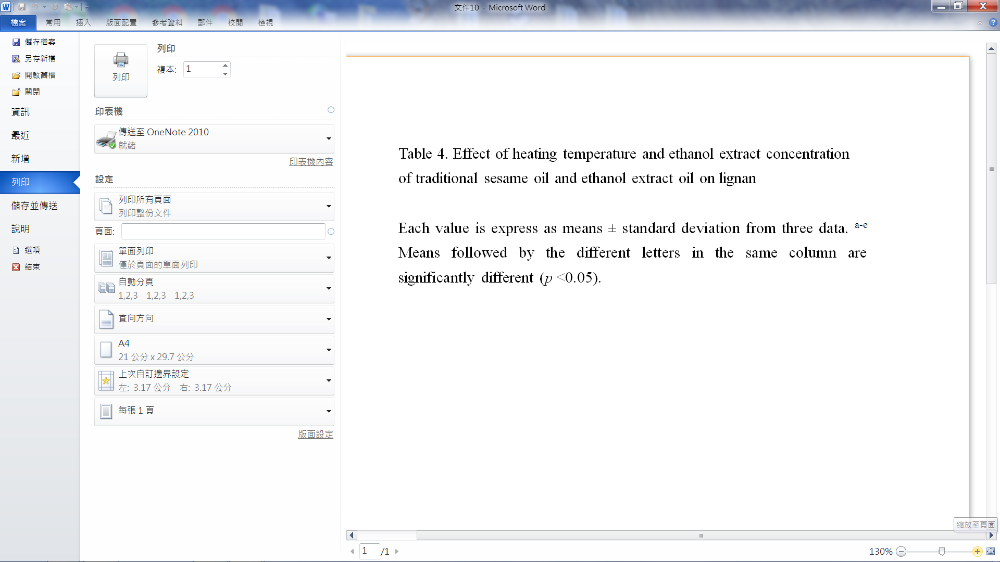 文件10 - Microsoft Word
檔案 常用 插入 版面配置 參考資料 郵件 校閱 檢視
儲存檔案
另存新檔
開啟舊檔
關閉
資訊
最近
新增
列印
儲存並傳送
說明
選項
結束
列印
列印
複本: 1
印表機
傳送至 OneNote 2010
就緒
印表機內容
設定
列印所有頁面
列印整份文件
頁面:
單面列印
僅於頁面的單面列印
自動分頁
1,2,3 1,2,3 1,2,3
直向方向
A4
21 公分 x 29.7 公分
上次自訂邊界設定
左: 3.17 公分 右: 3.17 公分
每張 1 頁
版面設定
Table 4. Effect of heating temperature and ethanol extract concentration
of traditional sesame oil and ethanol extract oil on lignan
Each value is express as means ± standard deviation from three data. a-e
Means followed by the different letters in the same column are
significantly different (p <0.05).
縮放至頁面
1 /1
130%